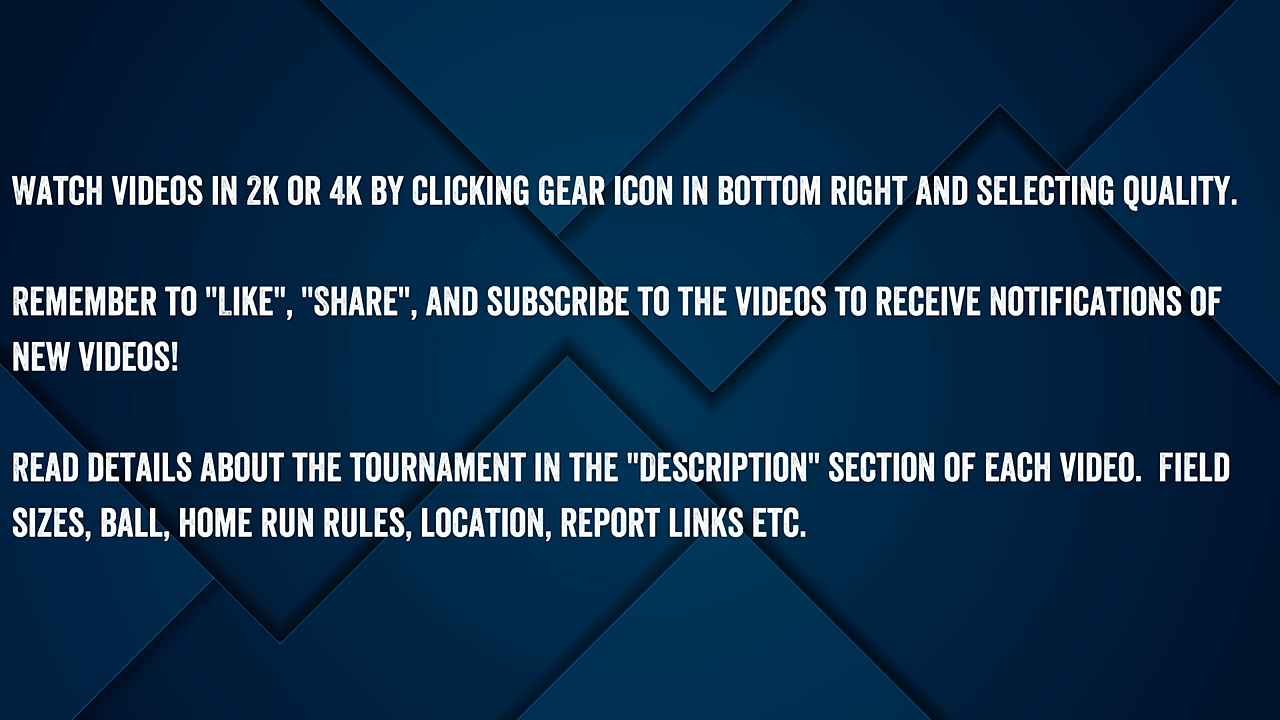 WATCH VIDEOS IN 2K OR 4K BY CLICKING GEAR ICON IN BOTTOM RIGHT AND SELECTING QUALITY.
REMEMBER TO "LIKE", "SHARE", AND SUBSCRIBE TO THE VIDEOS TO RECEIVE NOTIFICATIONS OF
NEW VIDEOS!
READ DETAILS ABOUT THE TOURNAMENT IN THE "DESCRIPTION" SECTION OF EACH VIDEO.  FIELD
SIZES, BALL, HOME RUN RULES, LOCATION, REPORT LINKS ETC.